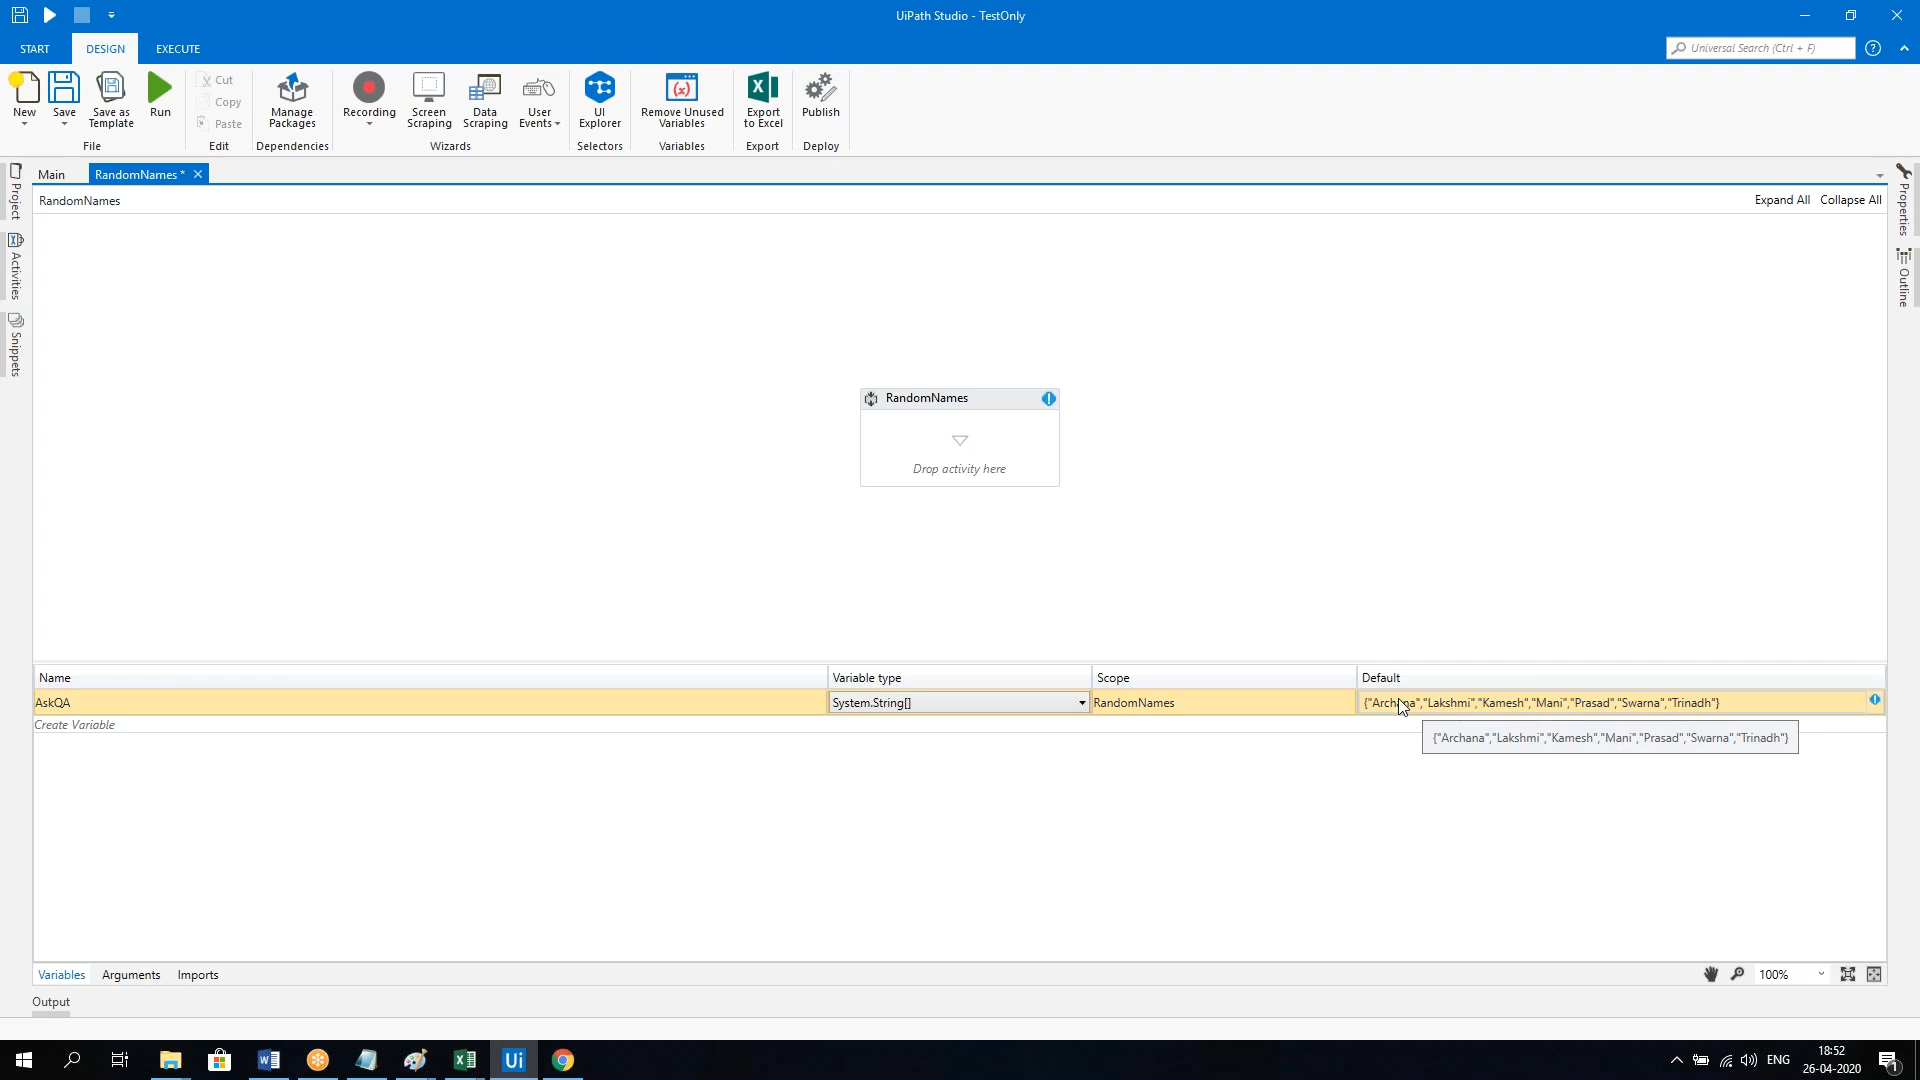 UiPath Studio - TestOnly
START
DESIGN
EXECUTE
Universal Search (Ctrl + F)
New
Save
Save as Template
Run
Cut
Copy
Paste
Manage Packages
Recording
Screen Scraping
Data Scraping
User Events
UI Explorer
Remove Unused Variables
Export to Excel
Publish
File
Edit
Dependencies
Wizards
Selectors
Variables
Export
Deploy
Project
Activities
Snippets
Main
RandomNames *
RandomNames
Expand All
Collapse All
Properties
Outline
RandomNames
Drop activity here
Name
Variable type
Scope
Default
AskQA
System.String[]
RandomNames
{"Archana","Lakshmi","Kamesh","Mani","Prasad","Swarna","Trinadh"}
Create Variable
{"Archana","Lakshmi","Kamesh","Mani","Prasad","Swarna","Trinadh"}
Variables
Arguments
Imports
100%
Output
Ui
ENG
18:52
26-04-2020
1